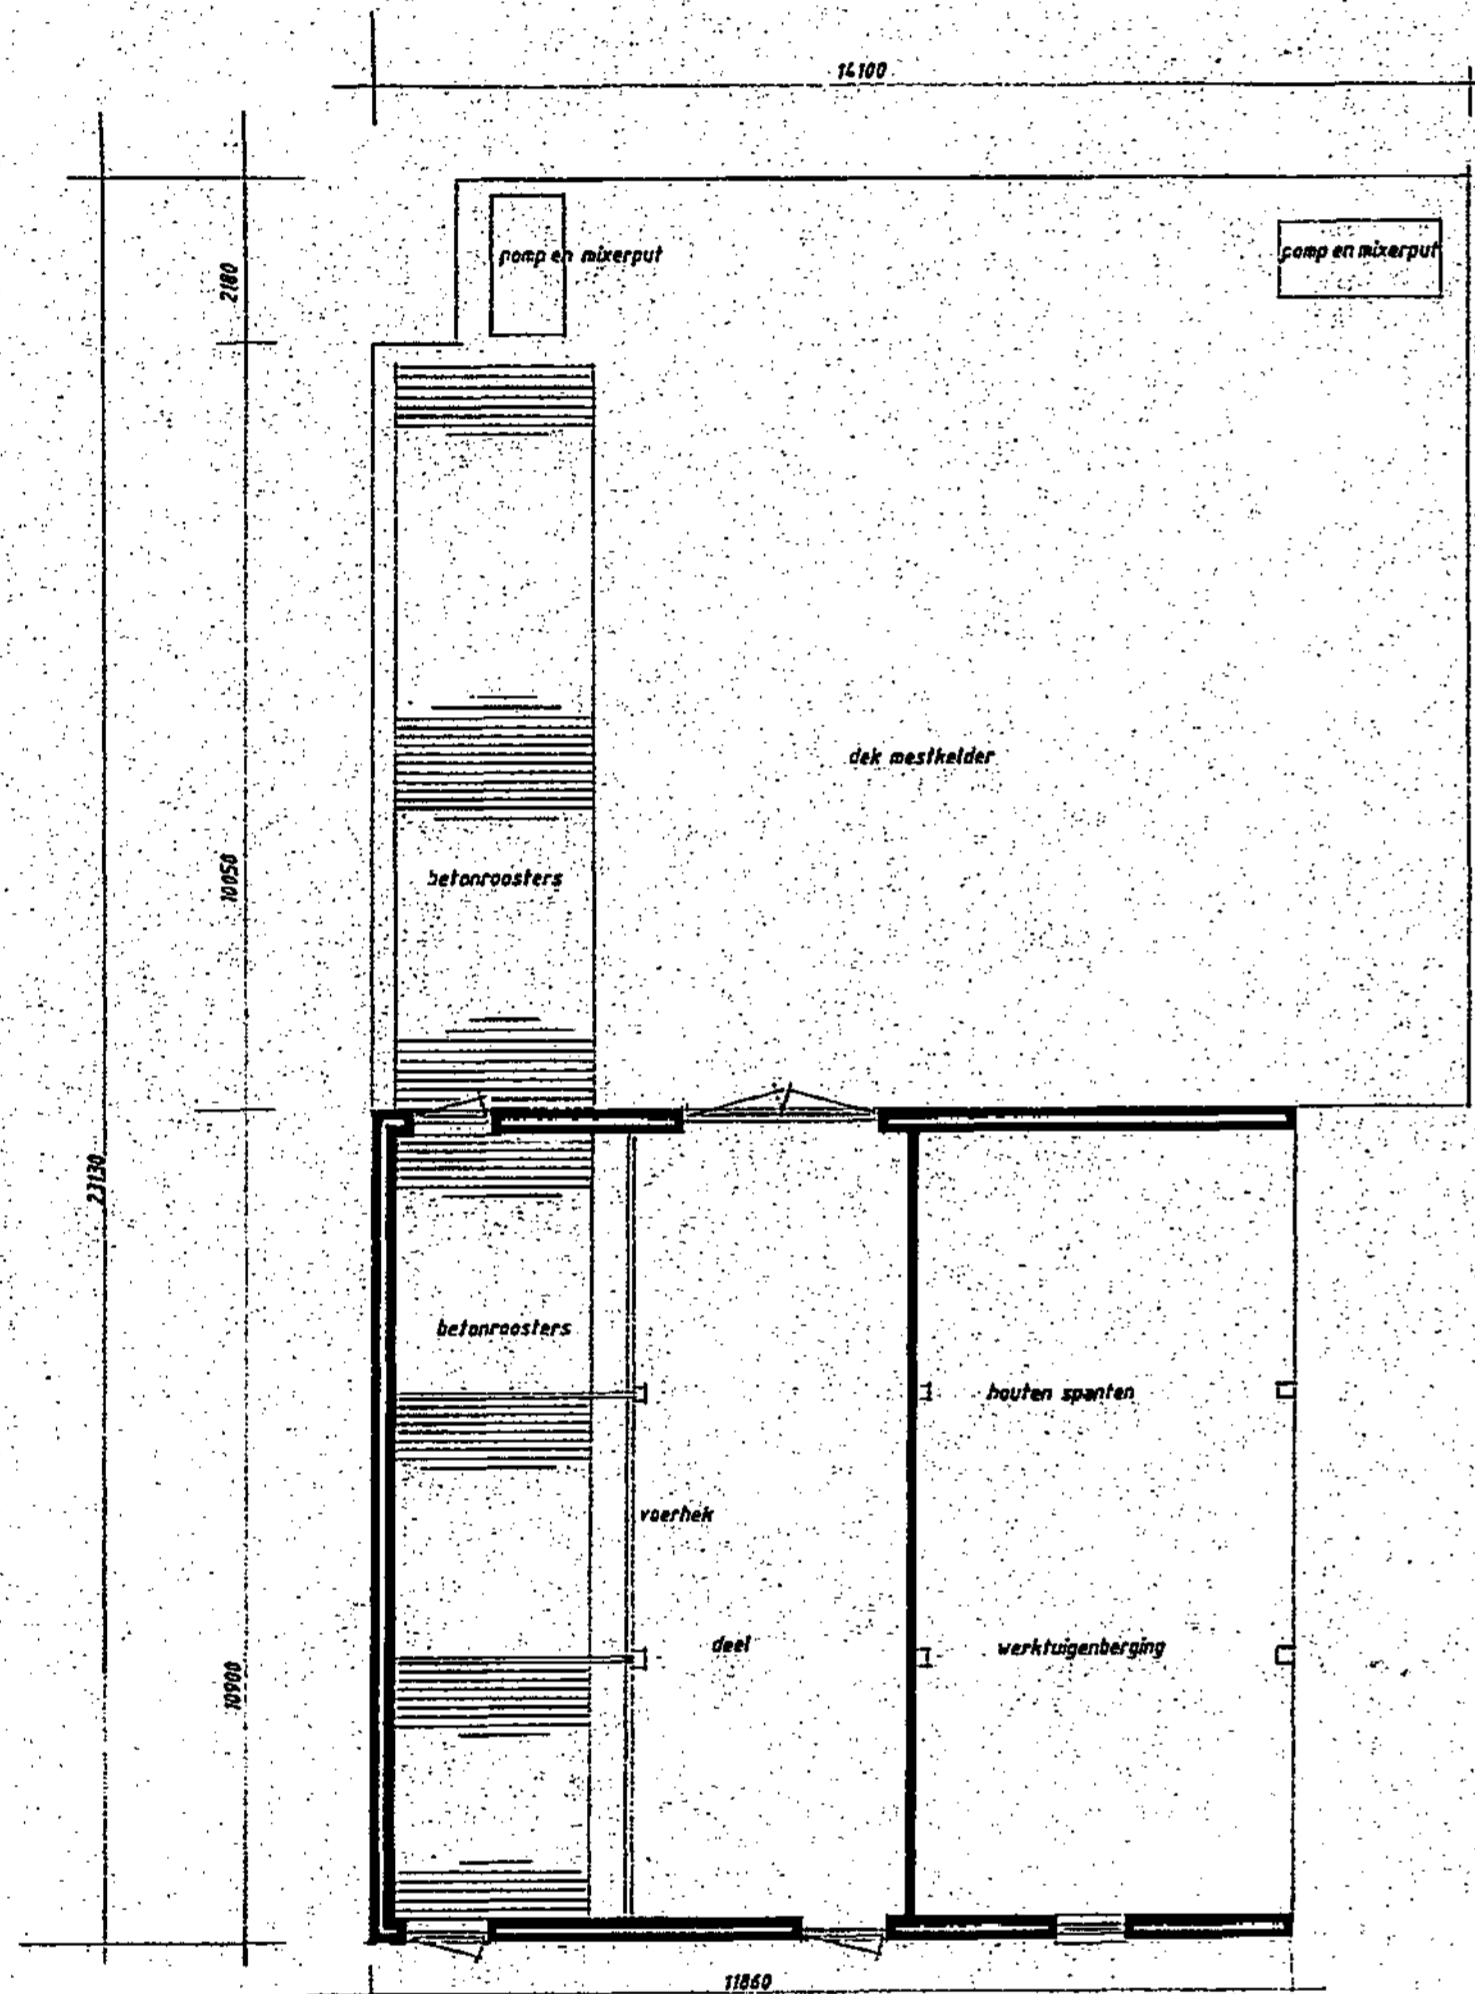 14100
pomp en mixerput
pomp en mixerput
2180
dek mestkelder
10050
betonroosters
23130
betonroosters
houten spanten
voerhek
deel
werktuigenberging
10900
11860